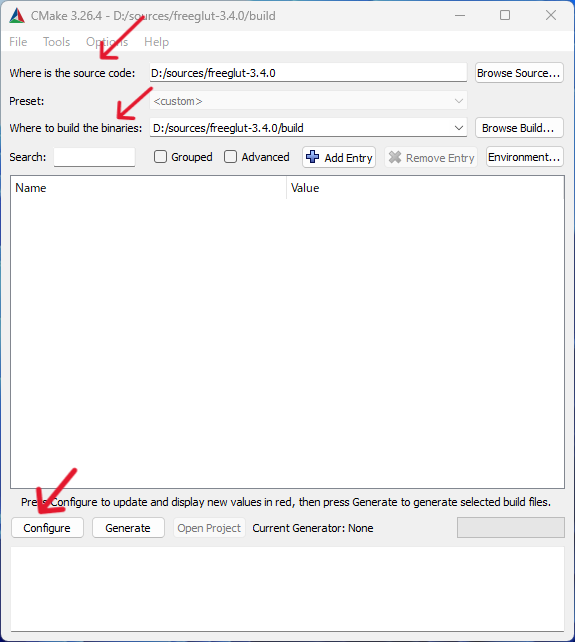 CMake 3.26.4 - D:/sources/freeglut-3.4.0/build
File Tools Options Help
Where is the source code: D:/sources/freeglut-3.4.0 Browse Source...
Preset: <custom>
Where to build the binaries: D:/sources/freeglut-3.4.0/build Browse Build...
Search: Grouped Advanced Add Entry Remove Entry Environment...
Name Value
Press Configure to update and display new values in red, then press Generate to generate selected build files.
Configure Generate Open Project Current Generator: None